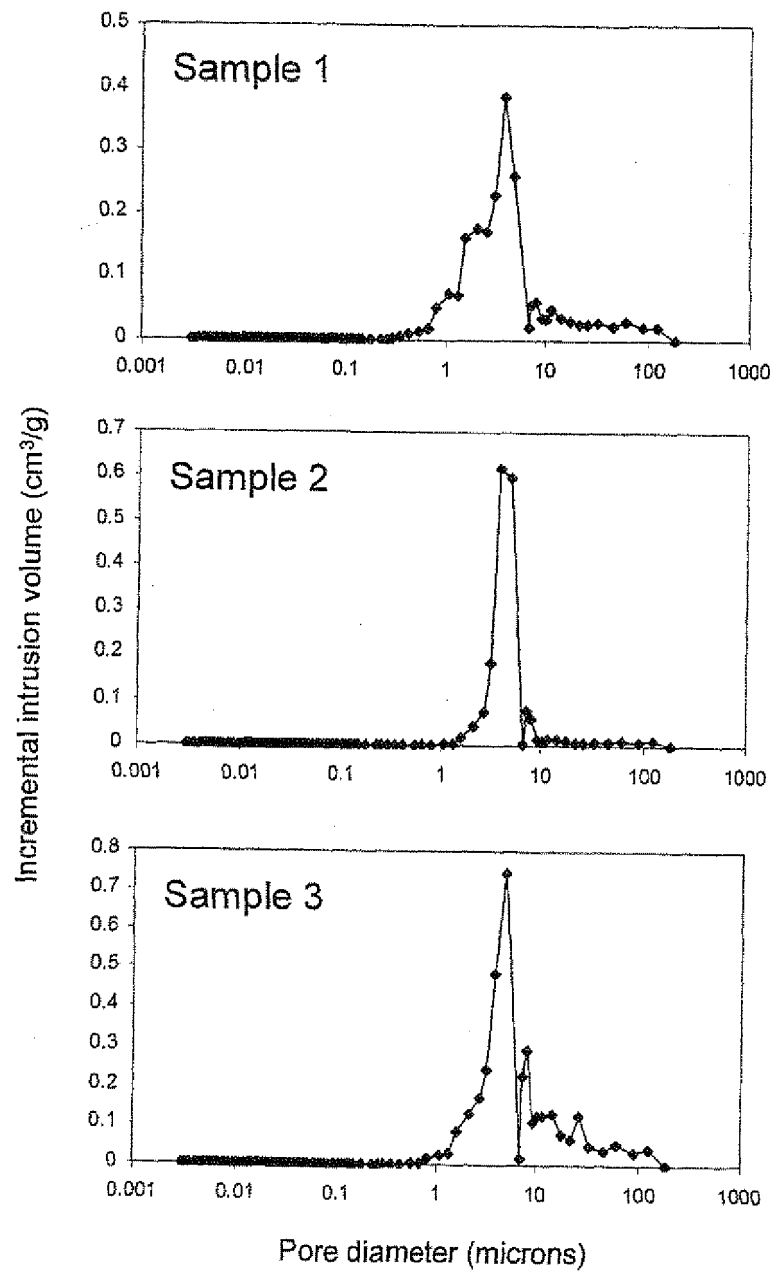 0.5
Sample 1
0.4
0.3
0.2
0.1
0
0.001 0.01 0.1 1 10 100 1000
0.7
Sample 2
0.6
0.5
0.4
0.3
0.2
0.1
0
0.001 0.01 0.1 1 10 100 1000
Incremental intrusion volume (cm³/g)
0.8
Sample 3
0.7
0.6
0.5
0.4
0.3
0.2
0.1
0
0.001 0.01 0.1 1 10 100 1000
Pore diameter (microns)